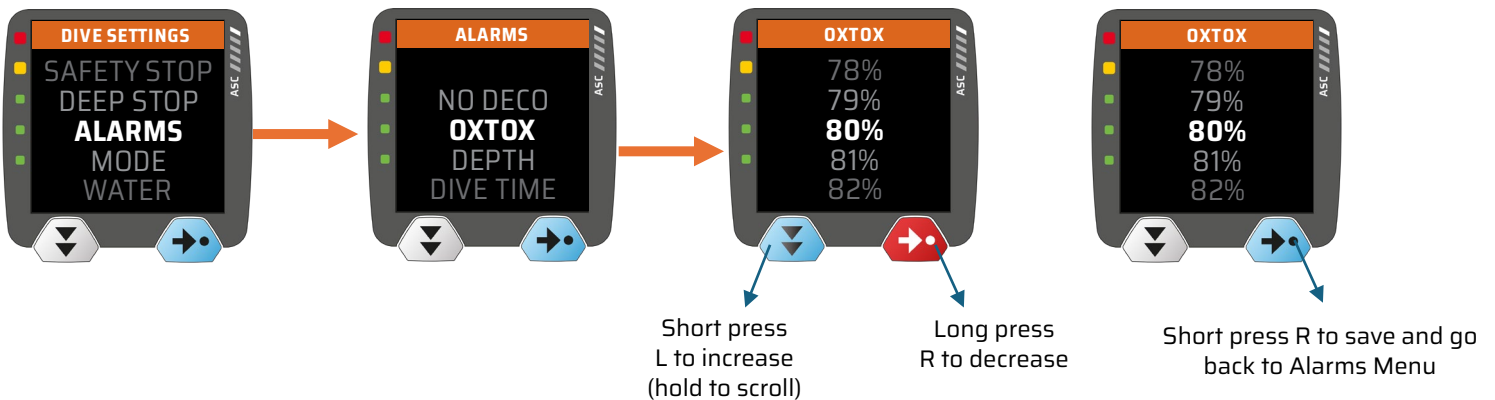 DIVE SETTINGS
SAFETY STOP
DEEP STOP
ALARMS
MODE
WATER
ASC
ALARMS
NO DECO
OXTOX
DEPTH
DIVE TIME
ASC
OXTOX
78%
79%
80%
81%
82%
ASC
Short press
L to increase
(hold to scroll)
Long press
R to decrease
OXTOX
78%
79%
80%
81%
82%
ASC
Short press R to save and go
back to Alarms Menu